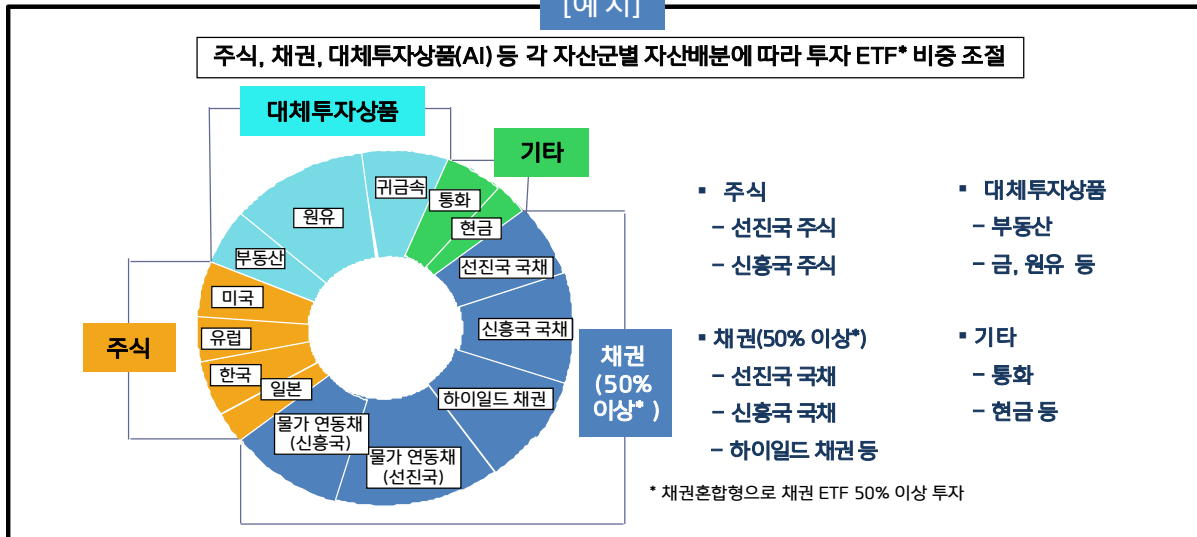 [예 시]
주식, 채권, 대체투자상품(AI) 등 각 자산군별 자산배분에 따라 투자 ETF* 비중 조절
대체투자상품
기타
귀금속
통화
원유
현금
부동산
선진국 국채
미국
신흥국 국채
유럽
주식
한국
일본
하이일드 채권
채권
(50%
이상* )
물가 연동채
(신흥국)
물가 연동채
(선진국)
▪ 주식
– 선진국 주식
– 신흥국 주식
▪ 대체투자상품
– 부동산
– 금, 원유 등
▪ 채권(50% 이상*)
– 선진국 국채
– 신흥국 국채
– 하이일드 채권 등
▪ 기타
– 통화
– 현금 등
* 채권혼합형으로 채권 ETF 50% 이상 투자